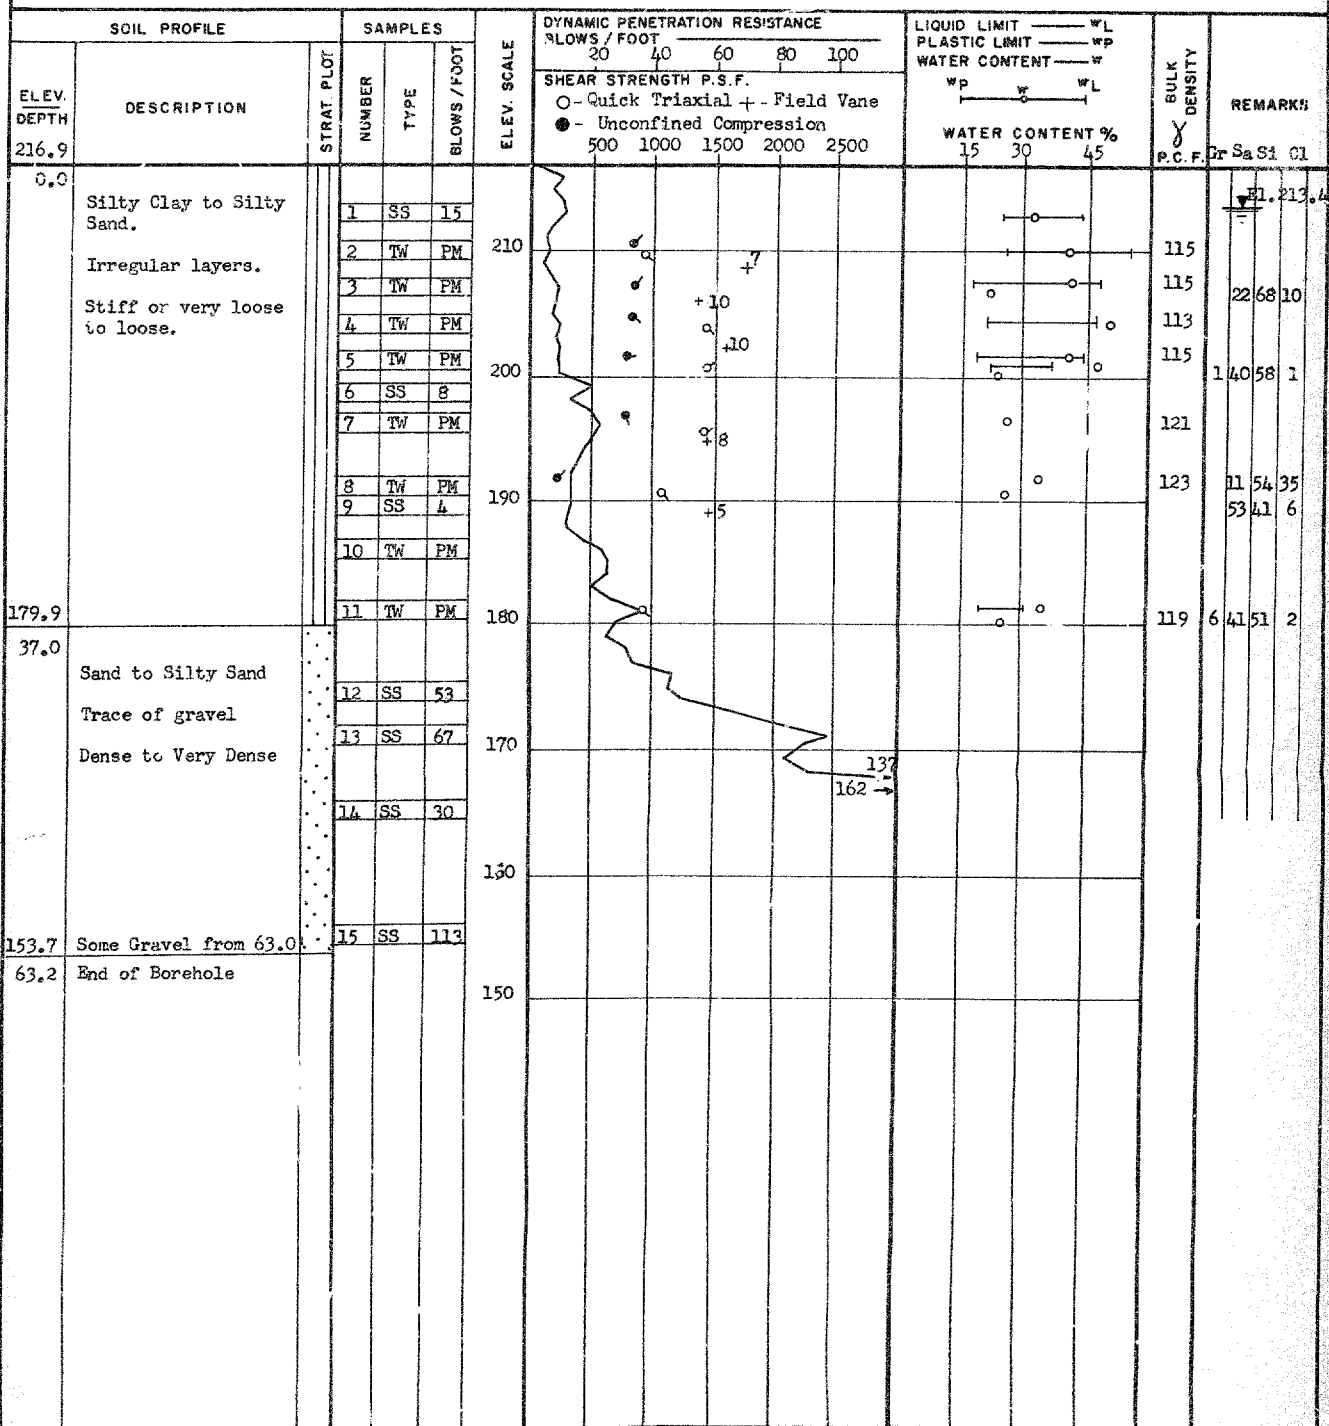 SOIL PROFILE
SAMPLES
ELEV. SCALE
DYNAMIC PENETRATION RESISTANCE
BLOWS / FOOT
20 40 60 80 100
SHEAR STRENGTH P.S.F.
O - Quick Triaxial + - Field Vane
● - Unconfined Compression
500 1000 1500 2000 2500
LIQUID LIMIT wL
PLASTIC LIMIT wP
WATER CONTENT w
wP w wL
WATER CONTENT %
15 30 45
BULK DENSITY
γ
P.C.F.
REMARKS
Gr Sa Si Cl
ELEV.
DEPTH
DESCRIPTION
STRAT. PLOT
NUMBER
TYPE
BLOWS / FOOT
216.9
0.0
El. 213.4
Silty Clay to Silty
Sand.
Irregular layers.
Stiff or very loose
to loose.
1 SS 15
2 TW PM
210
7
115
3 TW PM
+10
115
22 68 10
4 TW PM
+10
113
5 TW PM
115
200
1 40 58 1
6 SS 8
7 TW PM
+8
121
8 TW PM
123
11 54 35
190
9 SS 4
+5
53 41 6
10 TW PM
179.9
11 TW PM
180
119
6 41 51 2
37.0
Sand to Silty Sand
12 SS 53
Trace of gravel
13 SS 67
170
Dense to Very Dense
137
162
14 SS 30
153.7
Some Gravel from 63.0
15 SS 113
63.2
End of Borehole
150